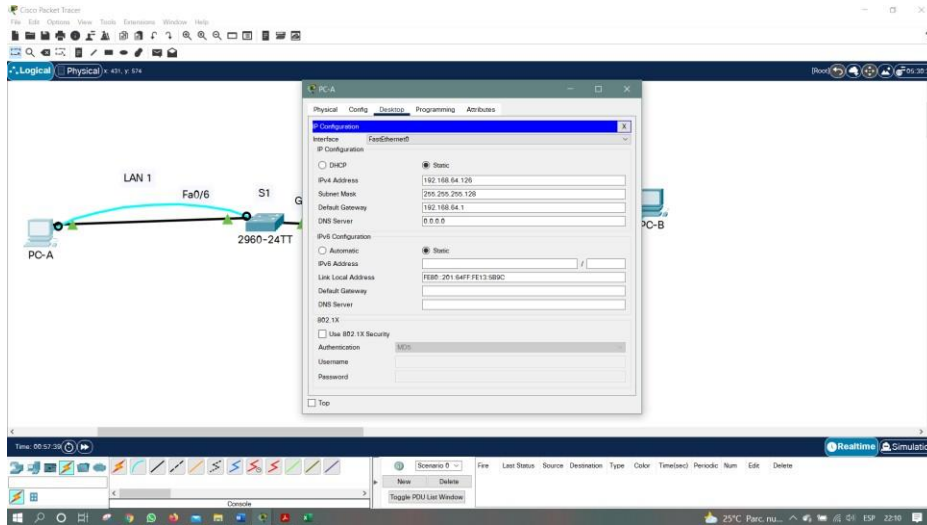 Cisco Packet Tracer
File Edit Options View Tools Extensions Window Help
Logical Physical x: 431, y: 574
[Root]
PC-A
Physical Config Desktop Programming Attributes
IP Configuration X
Interface FastEthernet0
IP Configuration
DHCP Static
IPv4 Address 192.168.64.126
Subnet Mask 255.255.255.128
Default Gateway 192.168.64.1
DNS Server 0.0.0.0
IPv6 Configuration
Automatic Static
IPv6 Address /
Link Local Address FE80::201:64FF:FE13:5B9C
Default Gateway
DNS Server
802.1X
Use 802.1X Security
Authentication MD5
Username
Password
Top
LAN 1
Fa0/6
S1
G
2960-24TT
PC-A
PC-B
Time: 00:57:39
Realtime Simulatio
Scenario 0
New Delete
Toggle PDU List Window
Fire Last Status Source Destination Type Color Time(sec) Periodic Num Edit Delete
Console
25°C Parc. nu... ESP 22:10